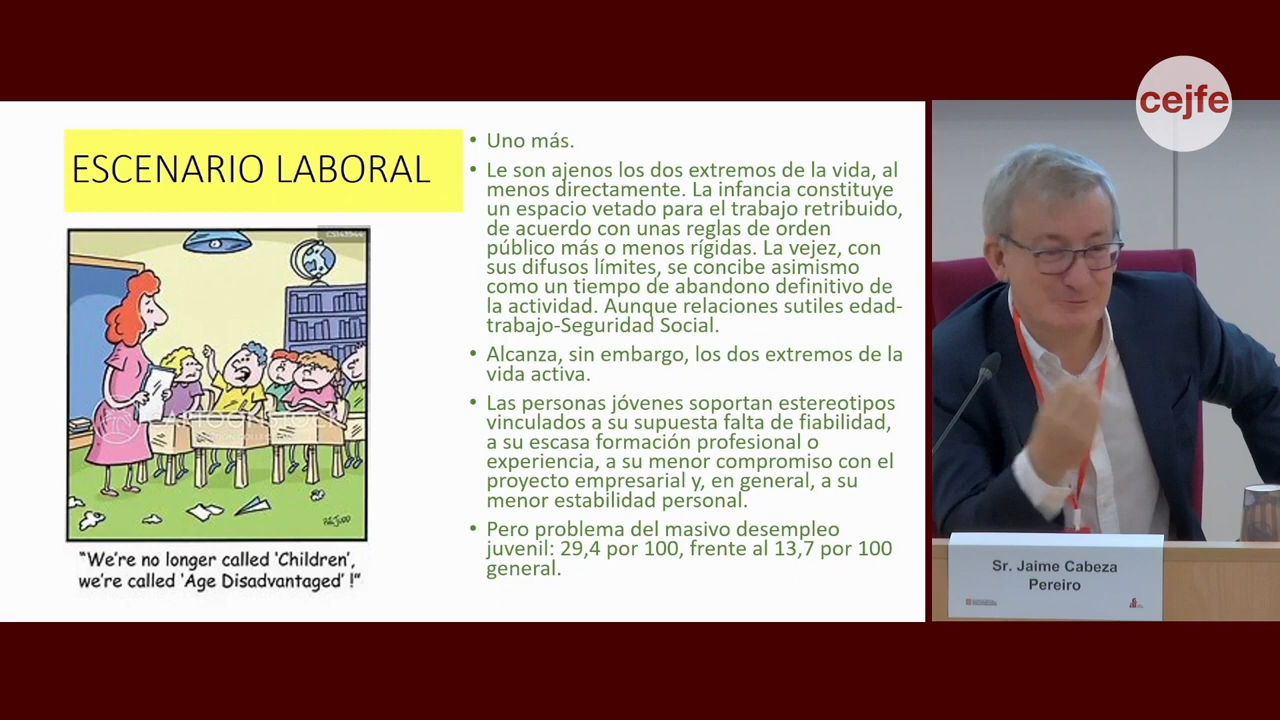 cejfe
ESCENARIO LABORAL
• Uno más.
• Le son ajenos los dos extremos de la vida, al
menos directamente. La infancia constituye
un espacio vetado para el trabajo retribuido,
de acuerdo con unas reglas de orden
público más o menos rígidas. La vejez, con
sus difusos límites, se concibe asimismo
como un tiempo de abandono definitivo de
la actividad. Aunque relaciones sutiles edad-
trabajo-Seguridad Social.
• Alcanza, sin embargo, los dos extremos de la
vida activa.
• Las personas jóvenes soportan estereotipos
vinculados a su supuesta falta de fiabilidad,
a su escasa formación profesional o
experiencia, a su menor compromiso con el
proyecto empresarial y, en general, a su
menor estabilidad personal.
• Pero problema del masivo desempleo
juvenil: 29,4 por 100, frente al 13,7 por 100
general.
"We're no longer called 'Children',
we're called 'Age Disadvantaged' !"
Sr. Jaime Cabeza
Pereiro